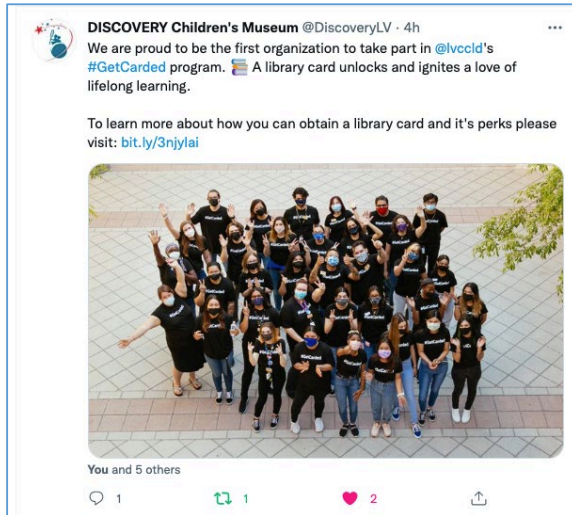 DISCOVERY Children's Museum @DiscoveryLV · 4h
We are proud to be the first organization to take part in @lvccld's
#GetCarded program. 📚 A library card unlocks and ignites a love of
lifelong learning.
To learn more about how you can obtain a library card and it's perks please
visit: bit.ly/3njylai
#GetCarded
You and 5 others
1 1 2